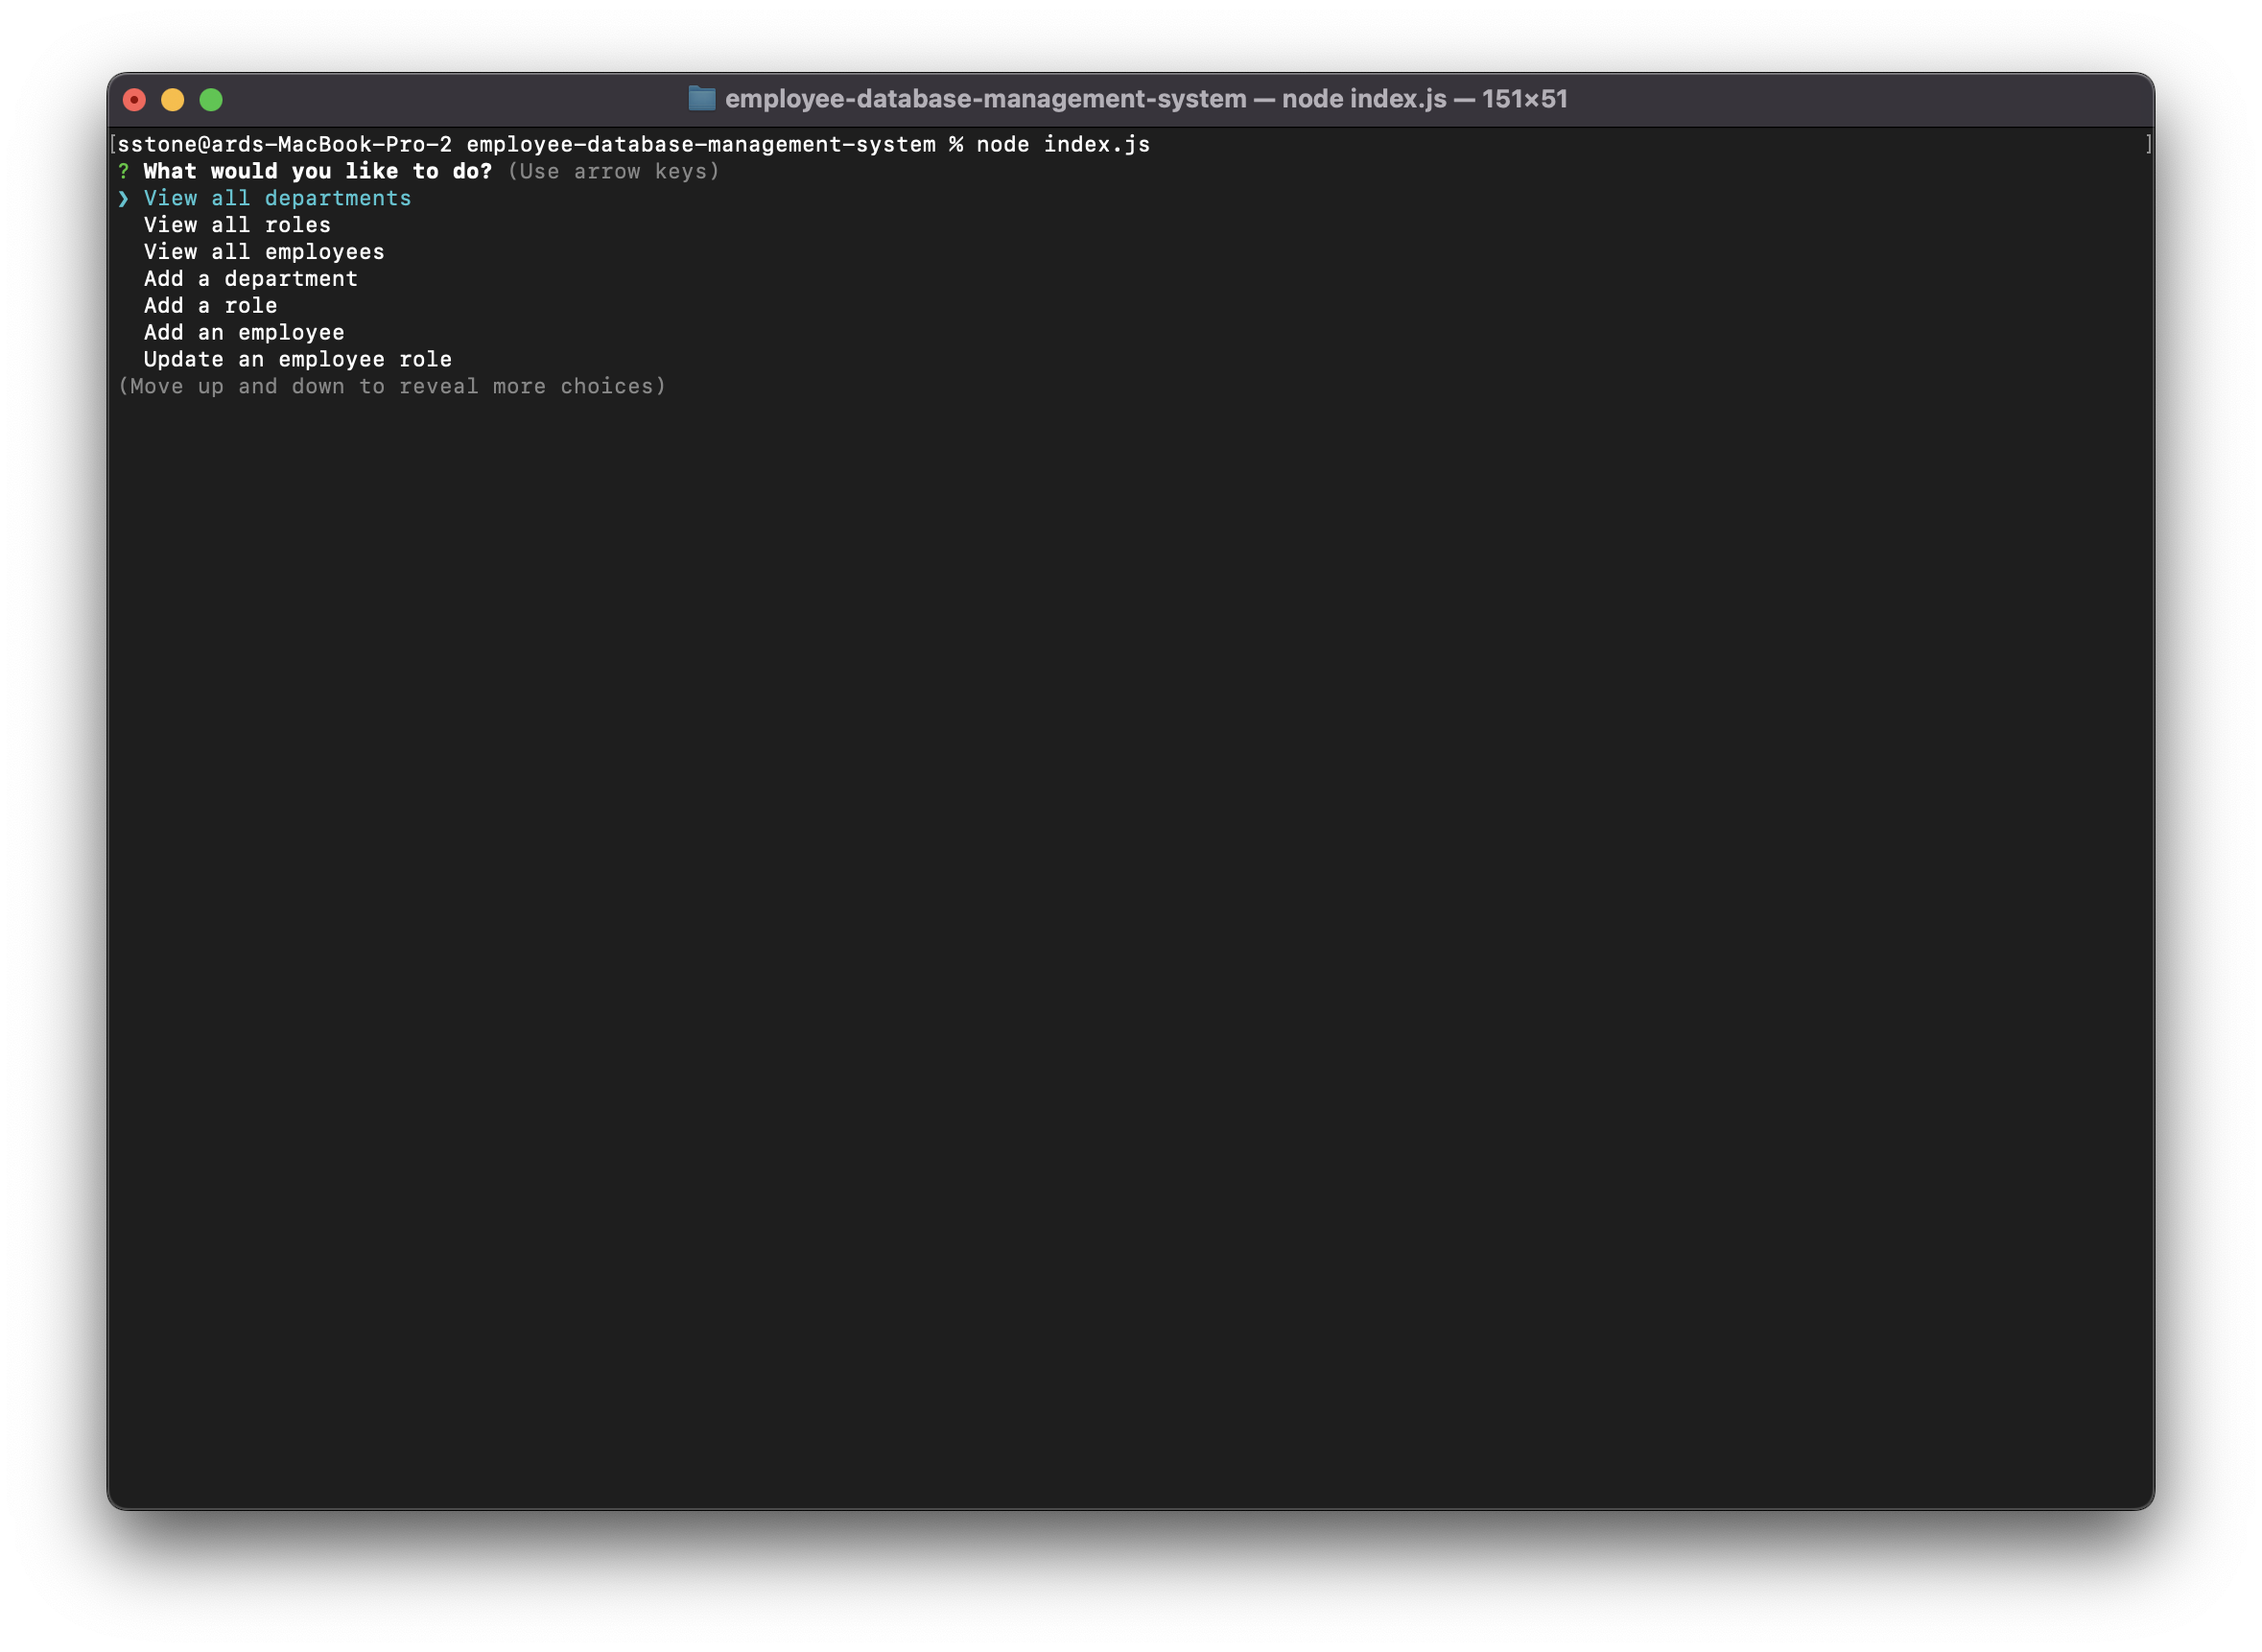 employee-database-management-system — node index.js — 151×51
[sstone@ards-MacBook-Pro-2 employee-database-management-system % node index.js ]
? What would you like to do? (Use arrow keys)
❯ View all departments
View all roles
View all employees
Add a department
Add a role
Add an employee
Update an employee role
(Move up and down to reveal more choices)